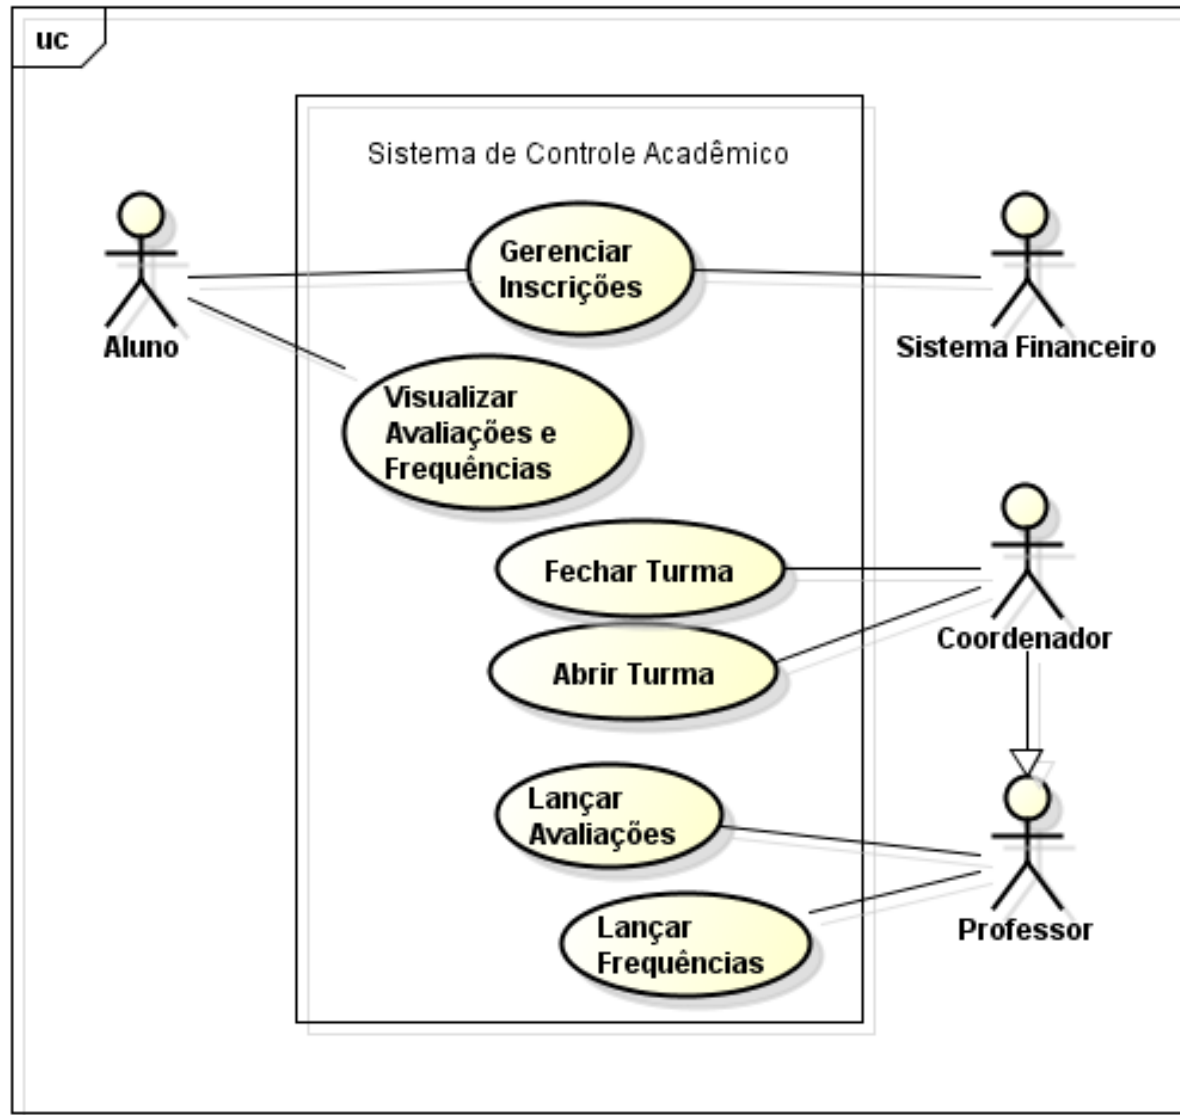 uc
Sistema de Controle Acadêmico
Gerenciar
Inscrições
Aluno
Sistema Financeiro
Visualizar
Avaliações e
Frequências
Fechar Turma
Coordenador
Abrir Turma
Lançar
Avaliações
Lançar
Frequências
Professor